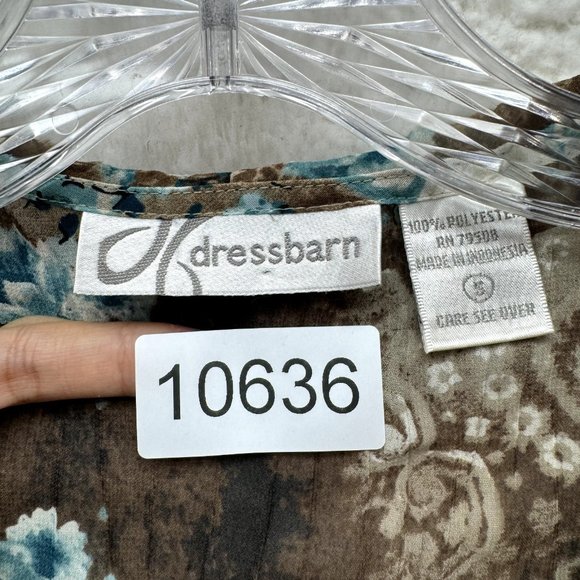 dressbarn
100% POLYESTER
RN 79508
MADE IN INDONESIA
S
CARE SEE OVER
10636